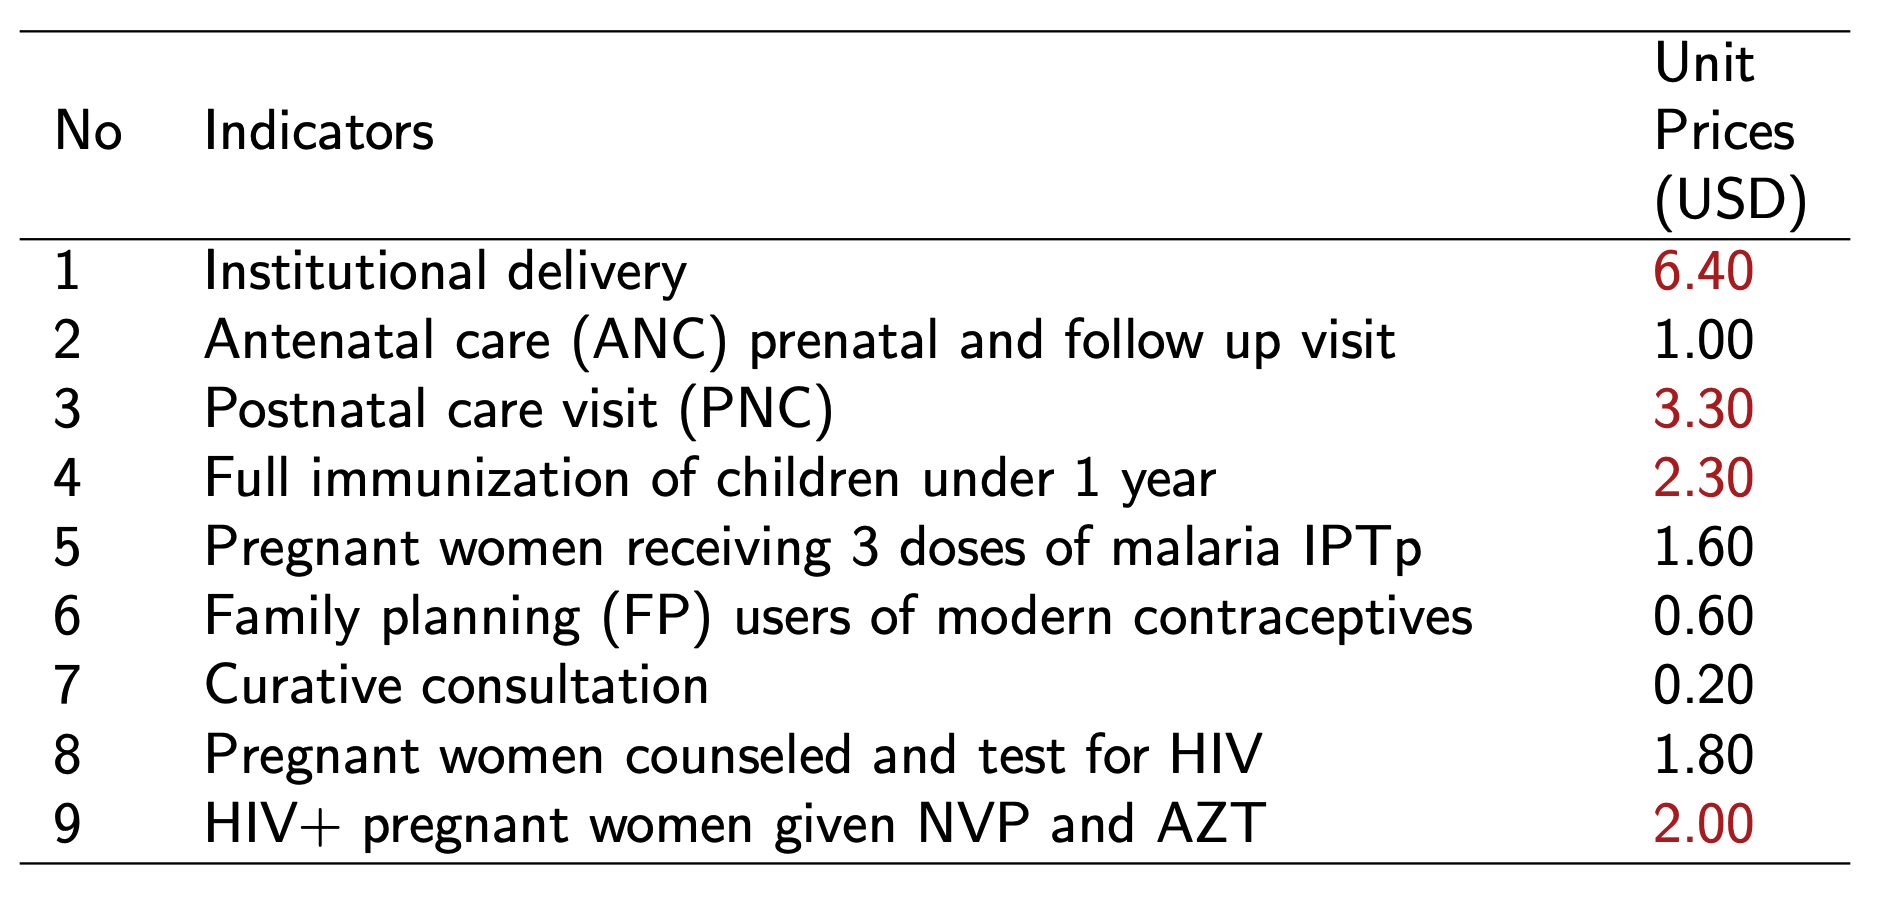 No Indicators Unit
Prices
(USD)
1 Institutional delivery 6.40
2 Antenatal care (ANC) prenatal and follow up visit 1.00
3 Postnatal care visit (PNC) 3.30
4 Full immunization of children under 1 year 2.30
5 Pregnant women receiving 3 doses of malaria IPTp 1.60
6 Family planning (FP) users of modern contraceptives 0.60
7 Curative consultation 0.20
8 Pregnant women counseled and test for HIV 1.80
9 HIV+ pregnant women given NVP and AZT 2.00